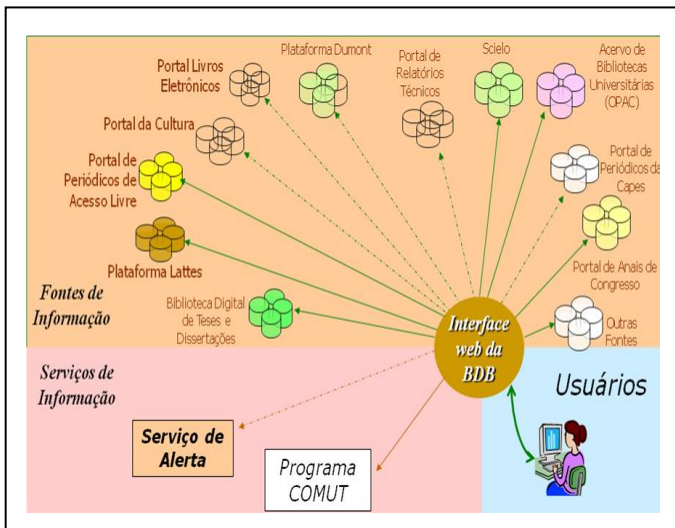 Portal Livros
Eletrônicos
Plataforma Dumont
Portal de
Relatórios
Técnicos
Scielo
Acervo de
Bibliotecas
Universitárias
(OPAC)
Portal da Cultura
Portal de
Periódicos de
Acesso Livre
Portal de
Periódicos da
Capes
Plataforma Lattes
Portal de Anais de
Congresso
Fontes de
Informação
Biblioteca Digital
de Teses e
Dissertações
Interface
web da
BDB
Outras
Fontes
Serviços de
Informação
Usuários
Serviço de
Alerta
Programa
COMUT